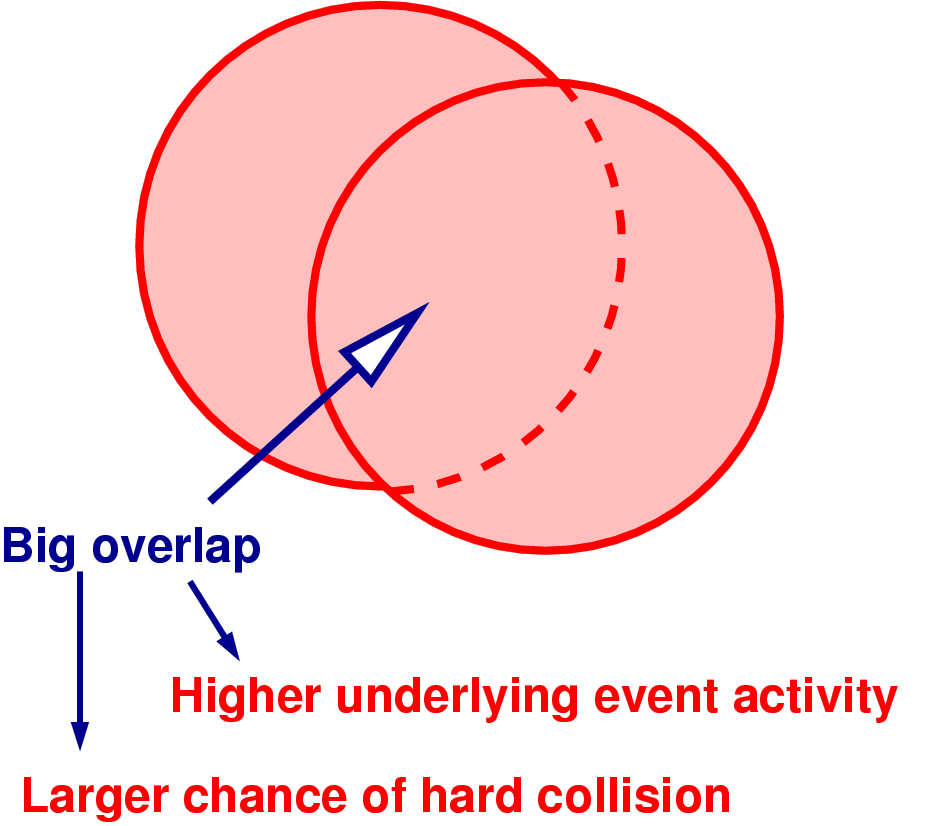 Big overlap
Higher underlying event activity
Larger chance of hard collision